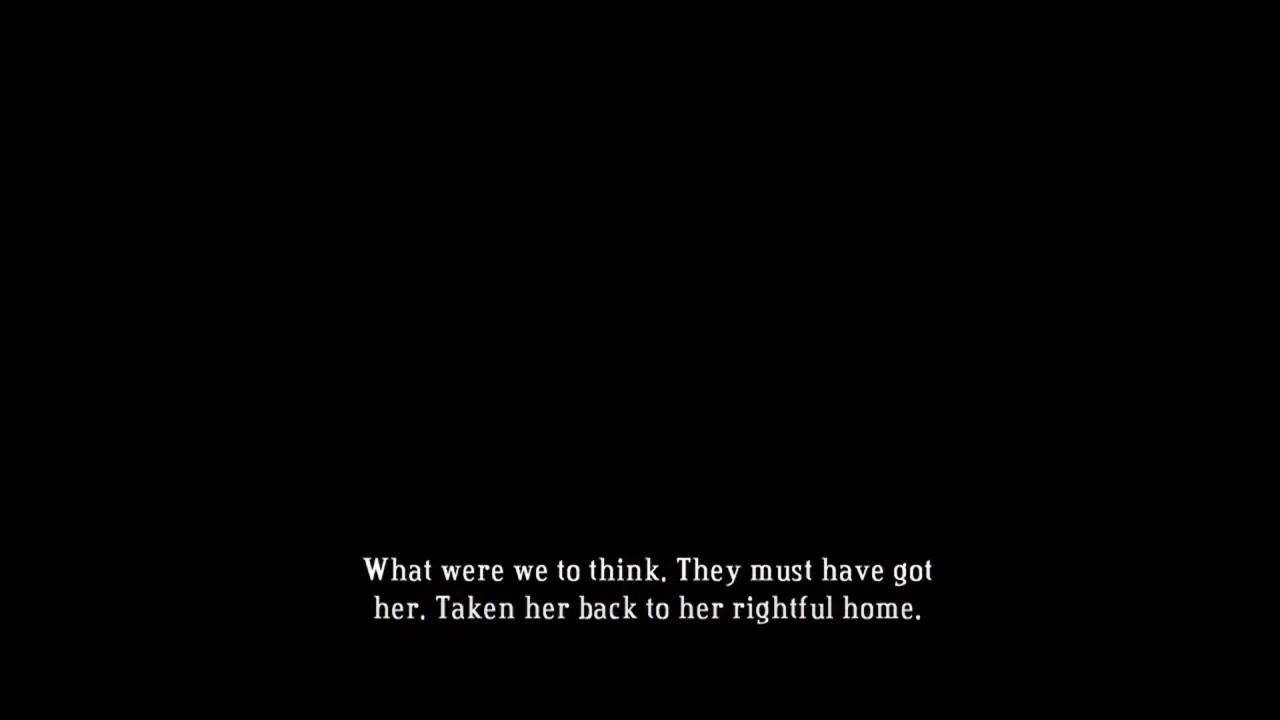 What were we to think. They must have got
her. Taken her back to her rightful home.